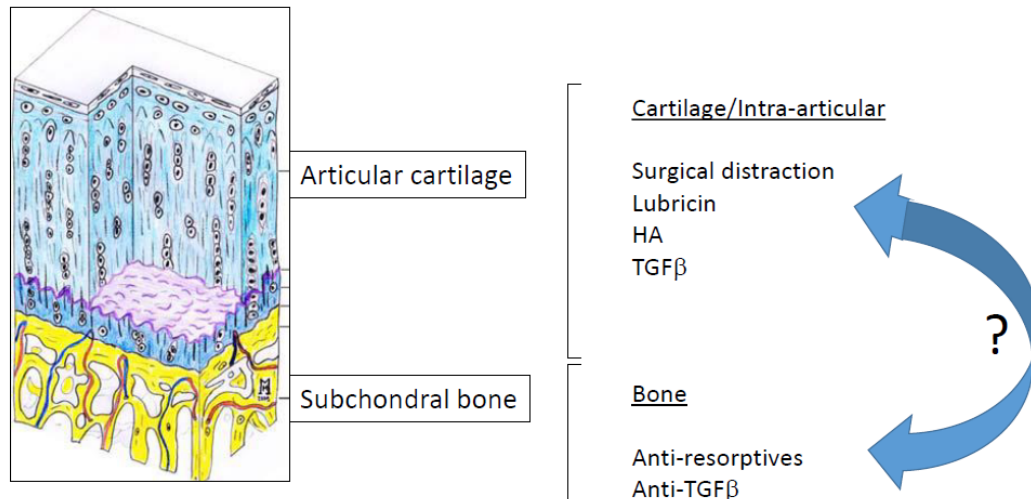 Articular cartilage
Subchondral bone
Cartilage/Intra-articular
Surgical distraction
Lubricin
HA
TGFβ
?
Bone
Anti-resorptives
Anti-TGFβ